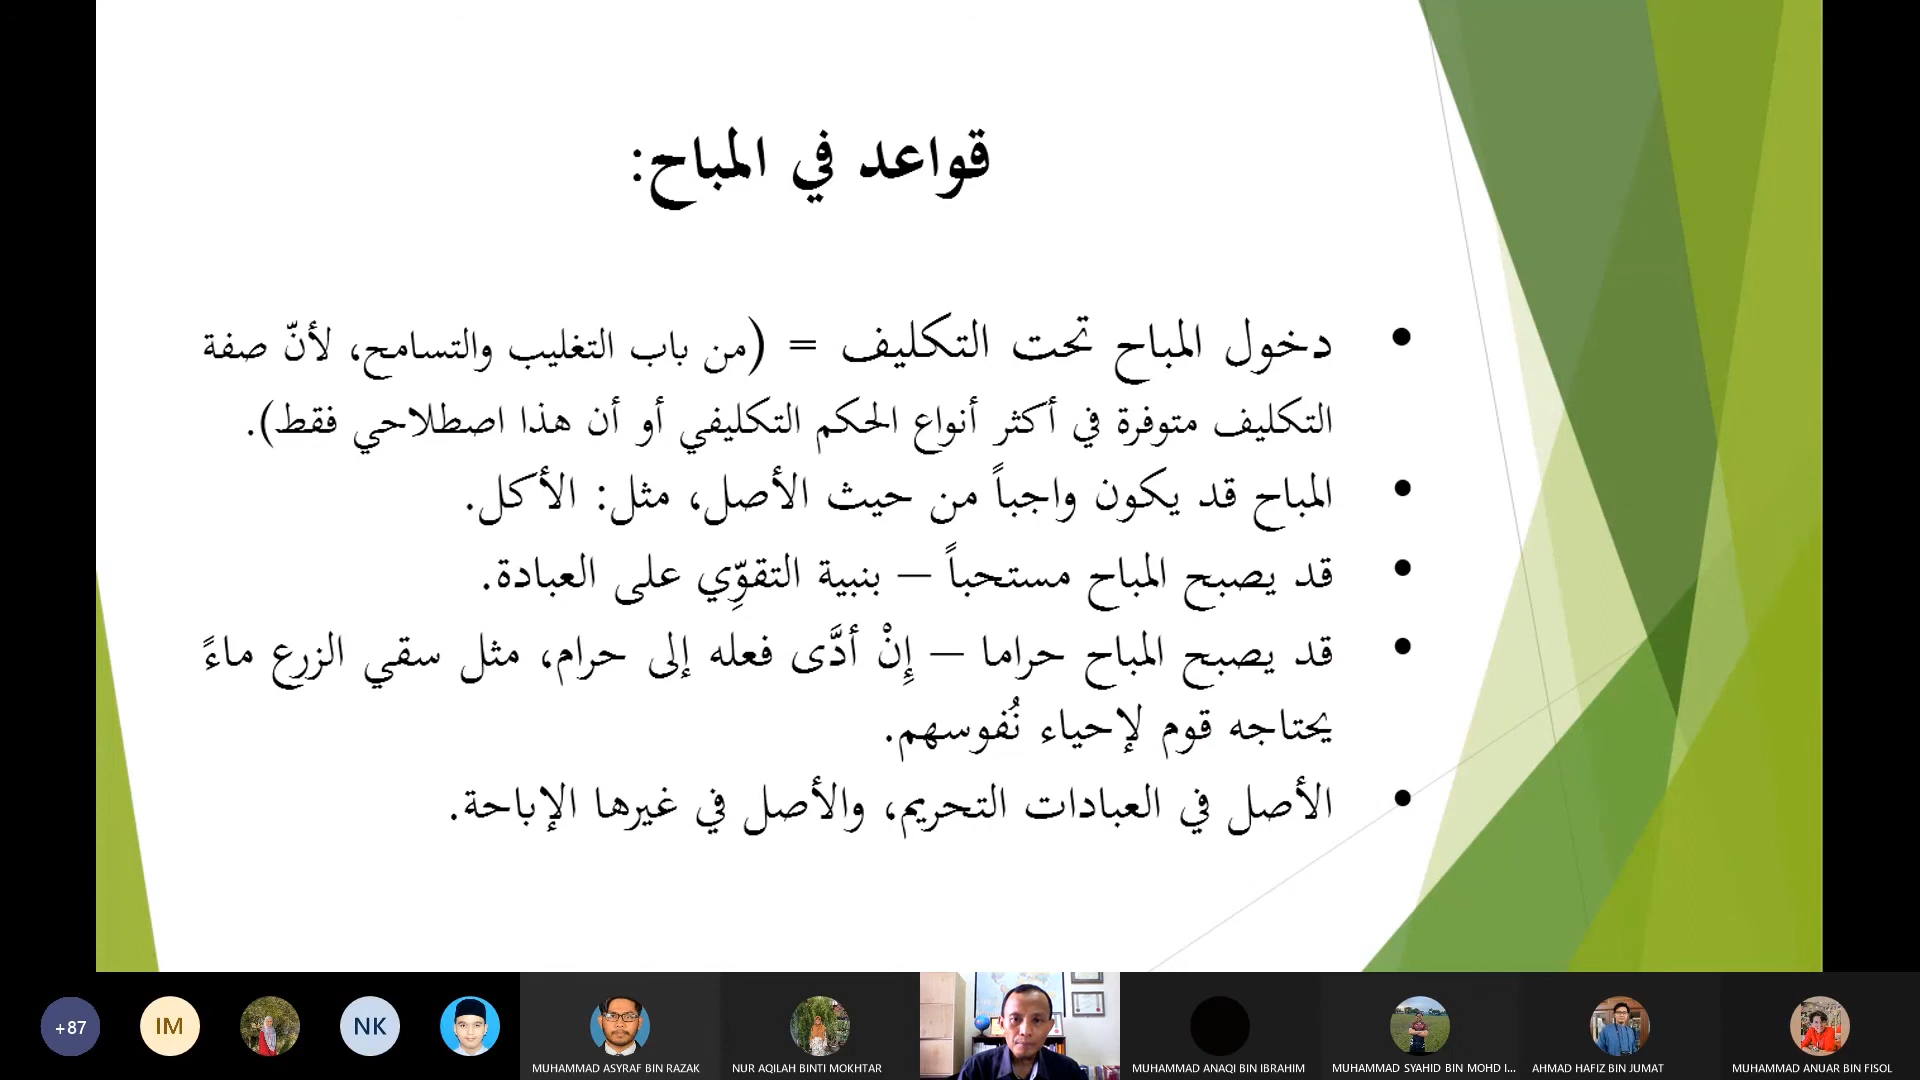 قواعد في المباح:
• دخول المباح تحت التكليف = (من باب التغليب والتسامح، لأنّ صفة
التكليف متوفرة في أكثر أنواع الحكم التكليفي أو أن هذا اصطلاحي فقط).
• المباح قد يكون واجباً من حيث الأصل، مثل: الأكل.
• قد يصبح المباح مستحباً – بنبية التقوِّي على العبادة.
• قد يصبح المباح حراما – إِنْ أدَّى فعله إلى حرام، مثل سقي الزرع ماءً
يحتاجه قوم لإحياء نُفوسهم.
• الأصل في العبادات التحريم، والأصل في غيرها الإباحة.
+87
IM
NK
MUHAMMAD ASYRAF BIN RAZAK
NUR AQILAH BINTI MOKHTAR
MUHAMMAD ANAQI BIN IBRAHIM
MUHAMMAD SYAHID BIN MOHD I...
AHMAD HAFIZ BIN JUMAT
MUHAMMAD ANUAR BIN FISOL